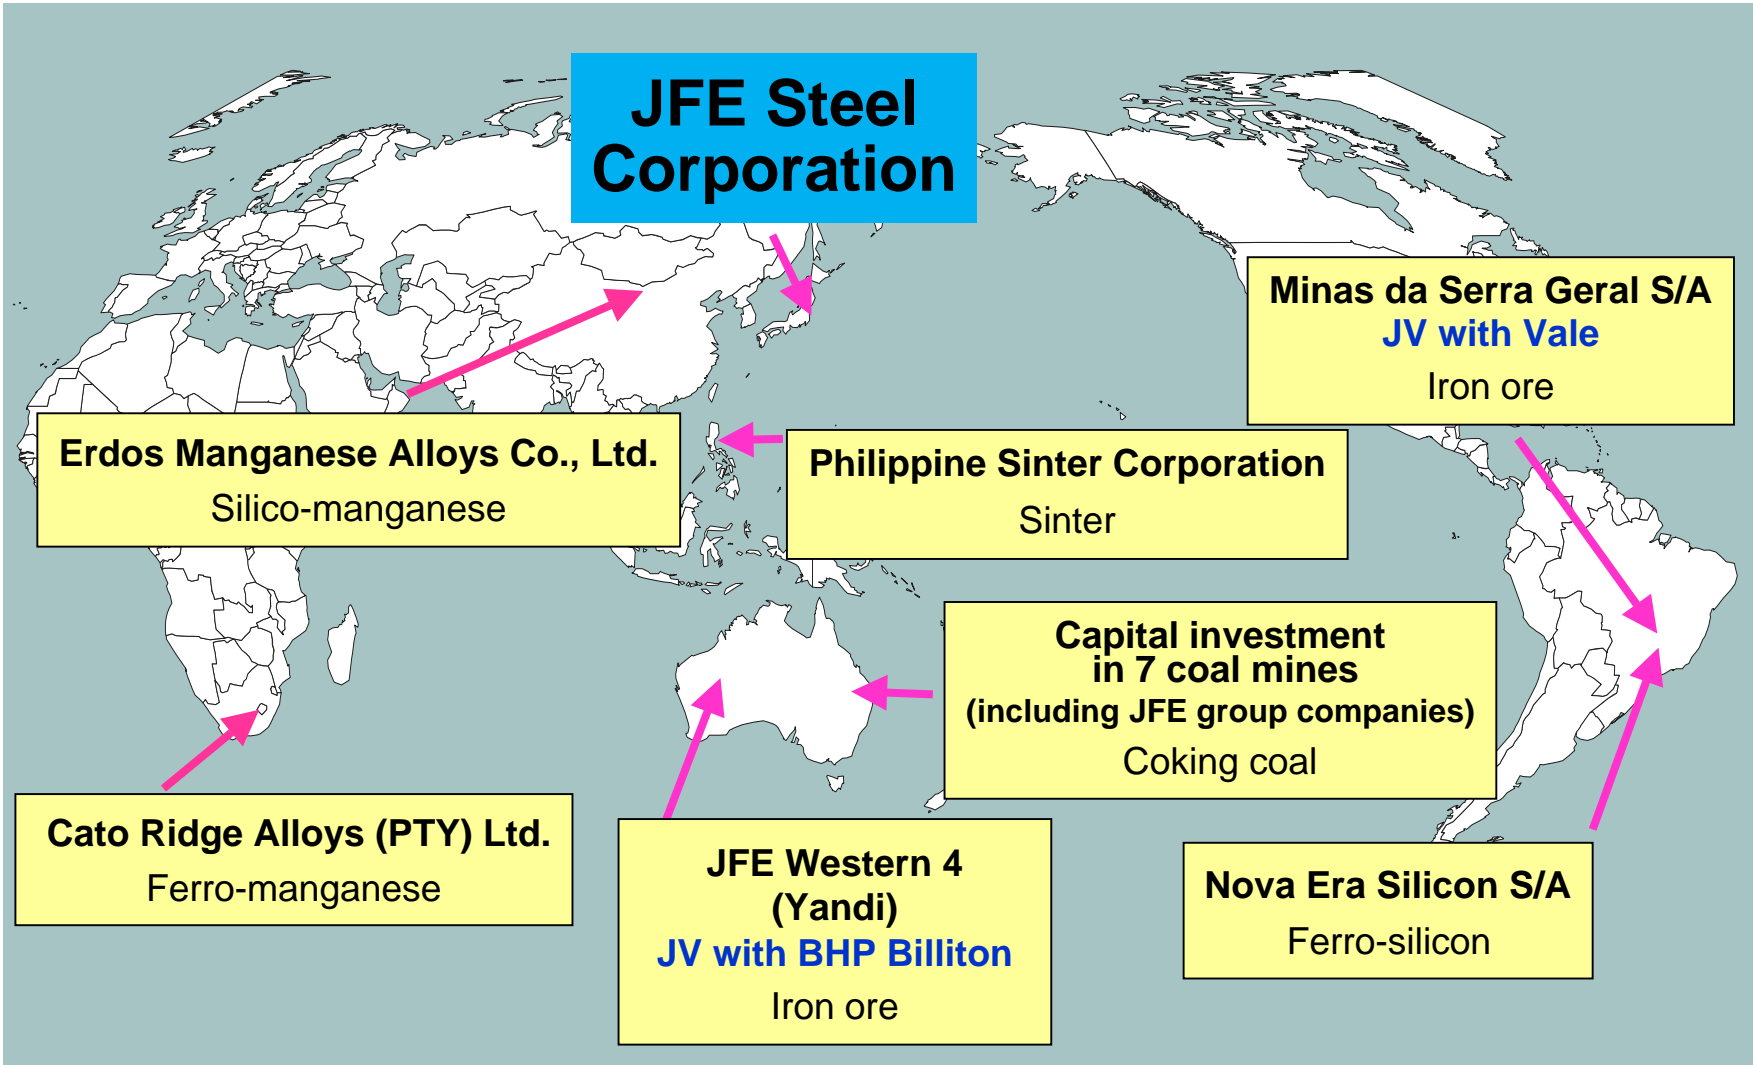 JFE Steel
Corporation
Minas da Serra Geral S/A
JV with Vale
Iron ore
Erdos Manganese Alloys Co., Ltd.
Silico-manganese
Philippine Sinter Corporation
Sinter
Capital investment
in 7 coal mines
(including JFE group companies)
Coking coal
Cato Ridge Alloys (PTY) Ltd.
Ferro-manganese
JFE Western 4
(Yandi)
JV with BHP Billiton
Iron ore
Nova Era Silicon S/A
Ferro-silicon